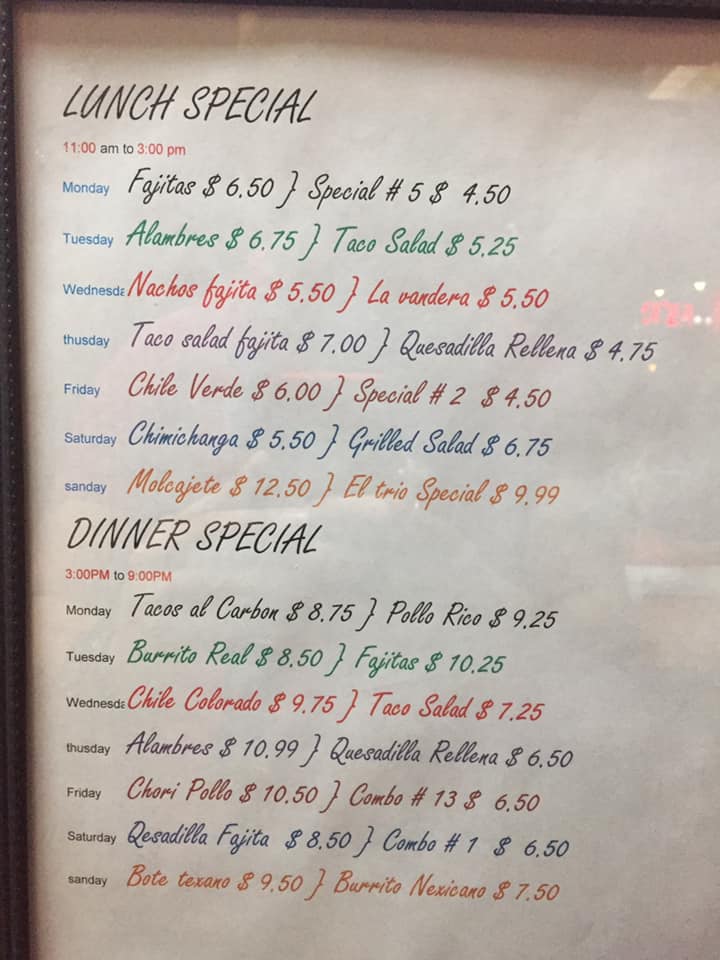 LUNCH SPECIAL
11:00 am to 3:00 pm
Monday Fajitas $ 6.50 } Special # 5 $ 4.50
Tuesday Alambres $ 6.75 } Taco Salad $ 5.25
Wednesda Nachos fajita $ 5.50 } La vandera $ 5.50
thusday Taco salad fajita $ 7.00 } Quesadilla Rellena $ 4.75
Friday Chile Verde $ 6.00 } Special # 2 $ 4.50
Saturday Chimichanga $ 5.50 } Grilled Salad $ 6.75
sanday Molcajete $ 12.50 } El trio Special $ 9.99
DINNER SPECIAL
3:00PM to 9:00PM
Monday Tacos al Carbon $ 8.75 } Pollo Rico $ 9.25
Tuesday Burrito Real $ 8.50 } Fajitas $ 10.25
Wednesda Chile Colorado $ 9.75 } Taco Salad $ 7.25
thusday Alambres $ 10.99 } Quesadilla Rellena $ 6.50
Friday Chori Pollo $ 10.50 } Combo # 13 $ 6.50
Saturday Qesadilla Fajita $ 8.50 } Combo # 1 $ 6.50
sanday Bote texano $ 9.50 } Burrito Nexicano $ 7.50